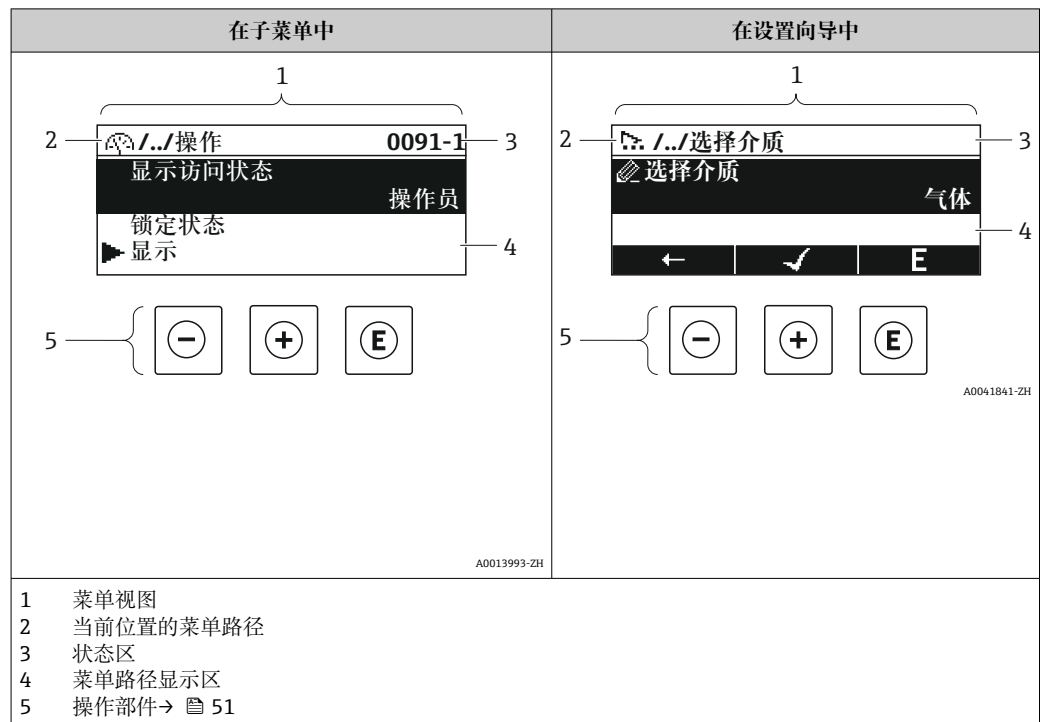 在子菜单中
1
2
/../操作 0091-1
3
显示访问状态
操作员
锁定状态
显示
4
5
− + E
A0013993-ZH
在设置向导中
1
2
/../选择介质
3
选择介质
气体
4
← ✓ E
5
− + E
A0041841-ZH
1 菜单视图
2 当前位置的菜单路径
3 状态区
4 菜单路径显示区
5 操作部件→ 51